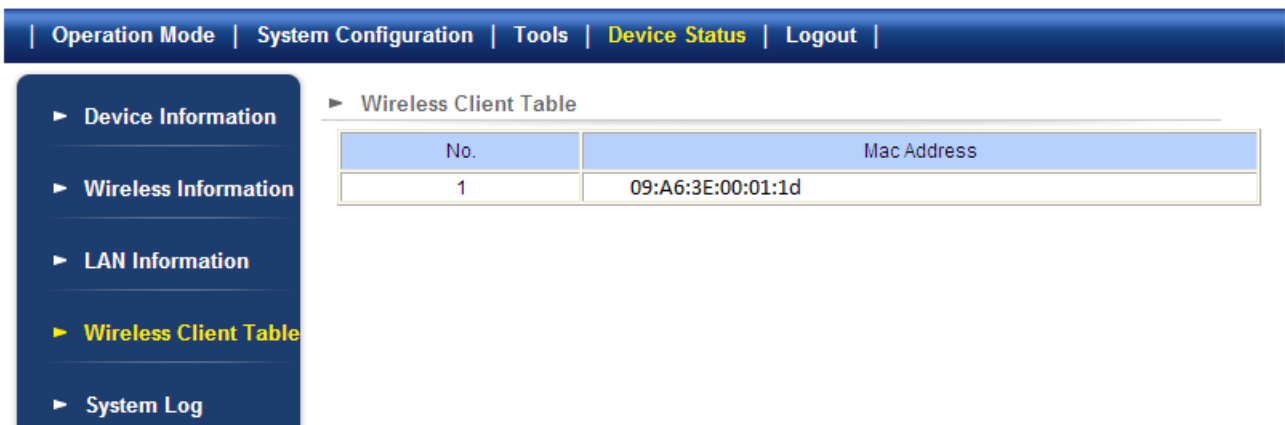 | Operation Mode | System Configuration | Tools | Device Status | Logout |
► Device Information
► Wireless Information
► LAN Information
► Wireless Client Table
► System Log
► Wireless Client Table
No. Mac Address
1 09:A6:3E:00:01:1d